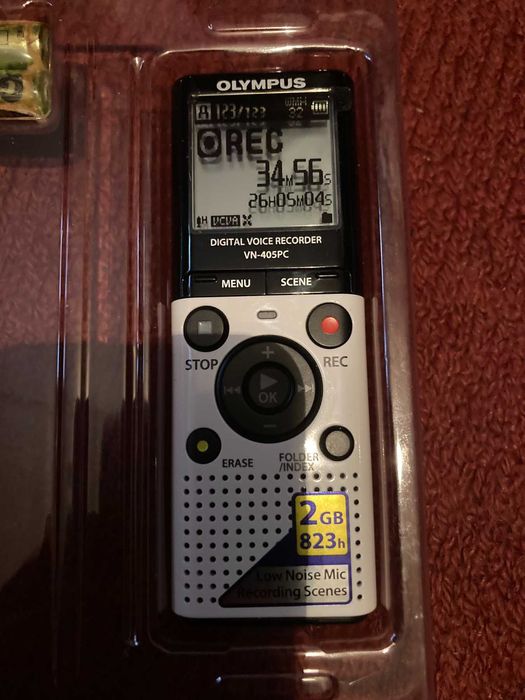 OLYMPUS
A 123/123 WMA 32
REC
34M56S
26H05M04S
H VCVA
DIGITAL VOICE RECORDER
VN-405PC
MENU SCENE
STOP REC
+
OK
−
ERASE FOLDER
/INDEX
2GB
823h
Low Noise Mic
Recording Scenes